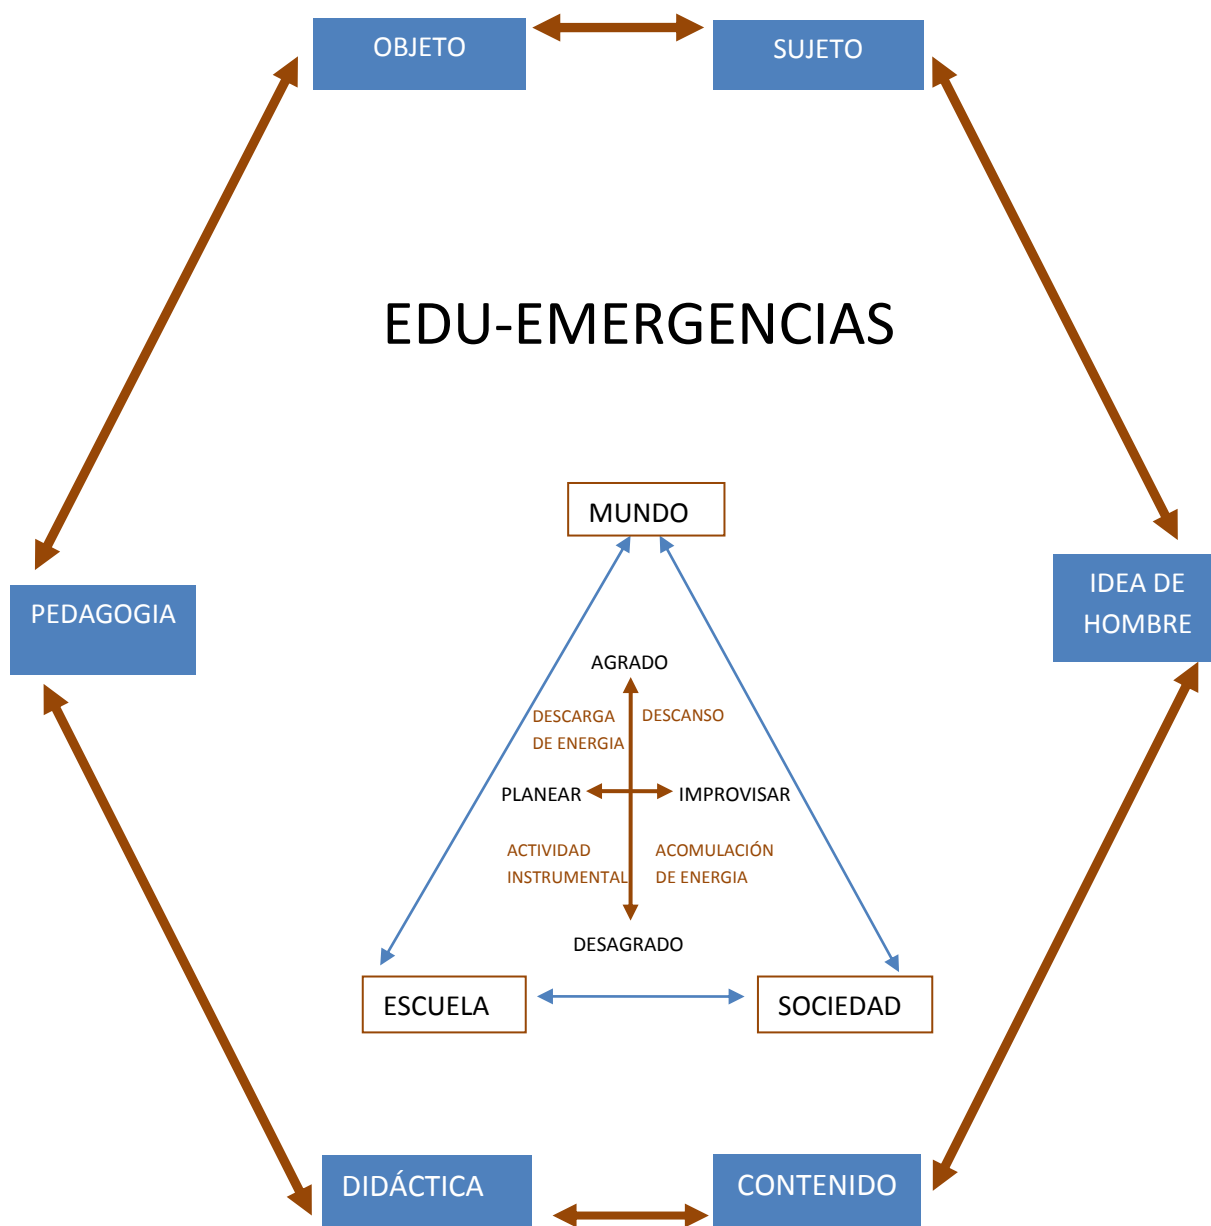 OBJETO
SUJETO
EDU-EMERGENCIAS
MUNDO
PEDAGOGIA
IDEA DE
HOMBRE
AGRADO
DESCARGA
DE ENERGIA
DESCANSO
PLANEAR
IMPROVISAR
ACTIVIDAD
INSTRUMENTAL
ACOMULACIÓN
DE ENERGIA
DESAGRADO
ESCUELA
SOCIEDAD
DIDÁCTICA
CONTENIDO